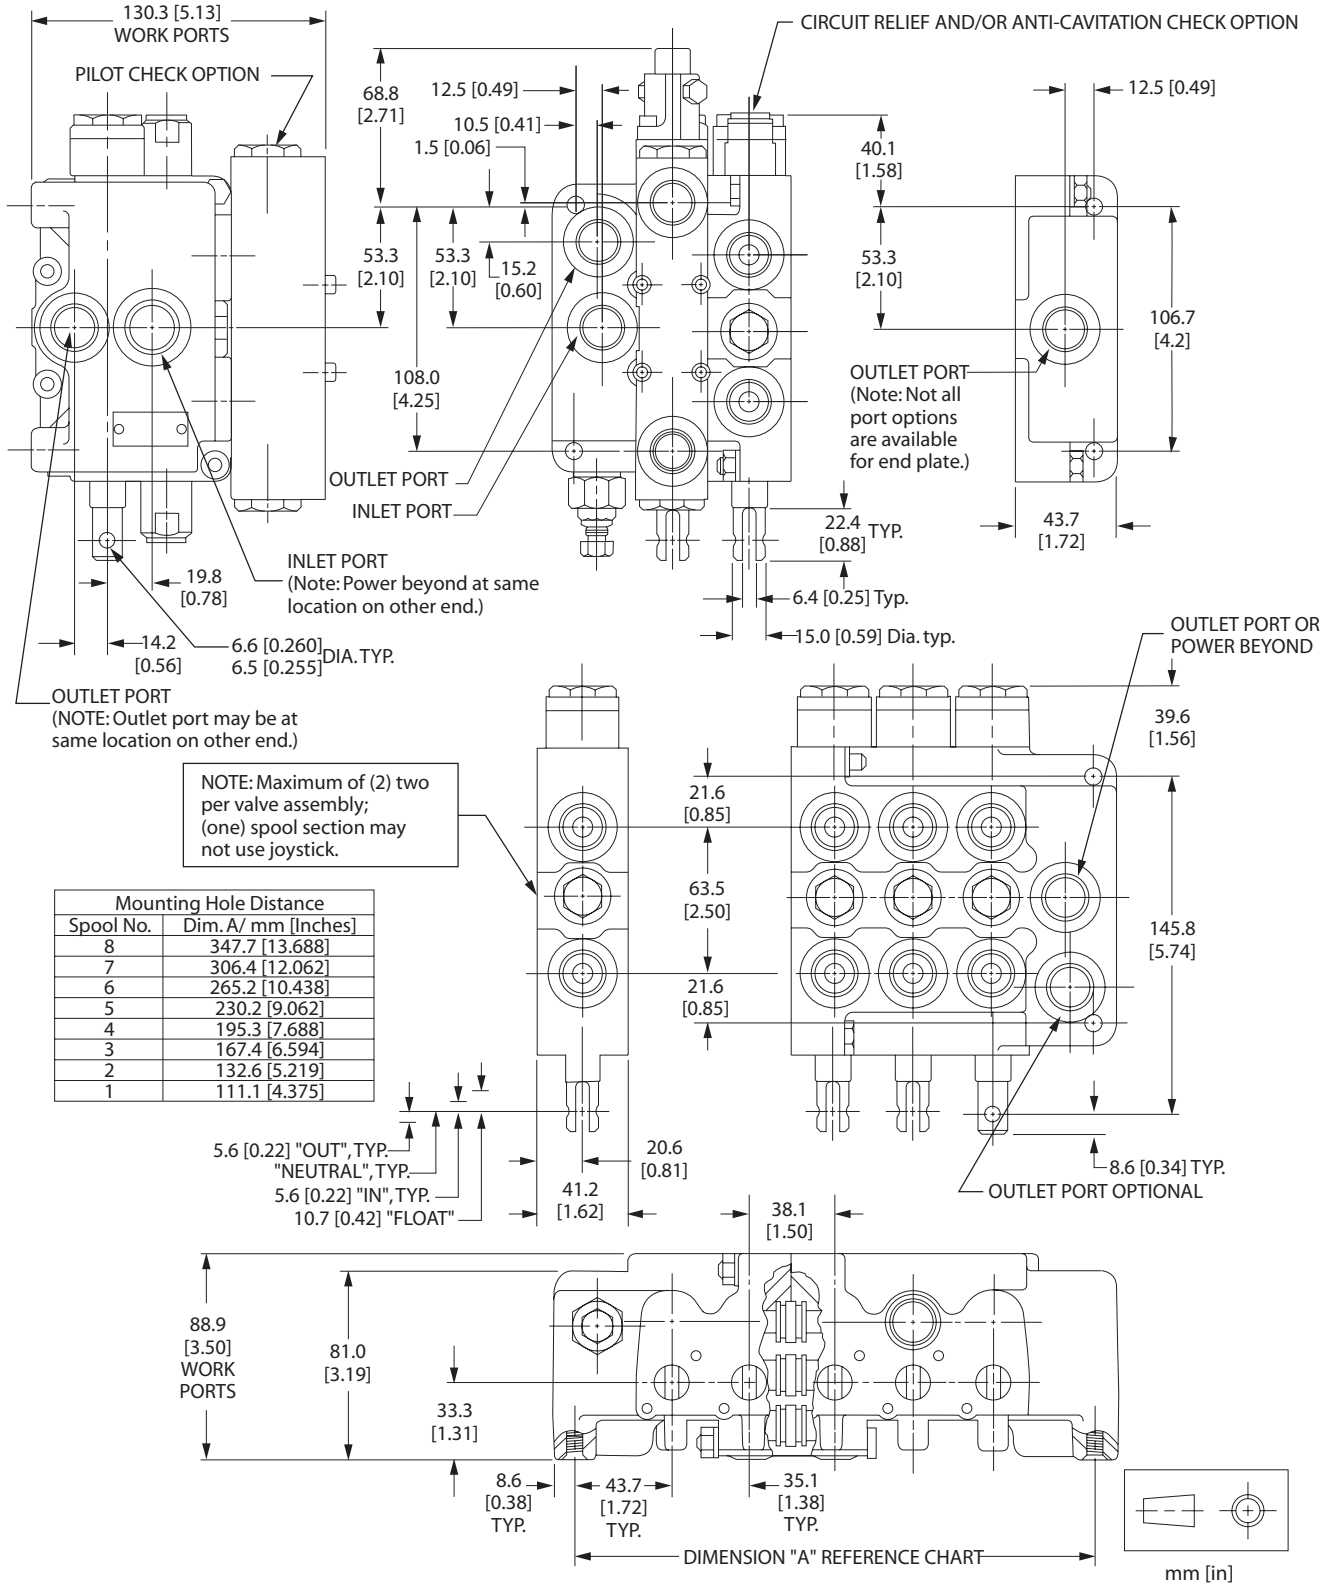 130.3 [5.13]
WORK PORTS
PILOT CHECK OPTION
CIRCUIT RELIEF AND/OR ANTI-CAVITATION CHECK OPTION
68.8
[2.71]
12.5 [0.49]
10.5 [0.41]
1.5 [0.06]
40.1
[1.58]
12.5 [0.49]
53.3
[2.10]
53.3
[2.10]
15.2
[0.60]
53.3
[2.10]
106.7
[4.2]
108.0
[4.25]
OUTLET PORT
(Note: Not all
port options
are available
for end plate.)
OUTLET PORT
INLET PORT
22.4
[0.88]
TYP.
43.7
[1.72]
INLET PORT
(Note: Power beyond at same
location on other end.)
19.8
[0.78]
6.4 [0.25] Typ.
15.0 [0.59] Dia. typ.
14.2
[0.56]
6.6 [0.260]
6.5 [0.255]
DIA. TYP.
OUTLET PORT
(NOTE: Outlet port may be at
same location on other end.)
OUTLET PORT OR
POWER BEYOND
39.6
[1.56]
NOTE: Maximum of (2) two
per valve assembly;
(one) spool section may
not use joystick.
21.6
[0.85]
63.5
[2.50]
21.6
[0.85]
145.8
[5.74]
Mounting Hole Distance
Spool No. Dim. A/ mm [Inches]
8 347.7 [13.688]
7 306.4 [12.062]
6 265.2 [10.438]
5 230.2 [9.062]
4 195.3 [7.688]
3 167.4 [6.594]
2 132.6 [5.219]
1 111.1 [4.375]
5.6 [0.22] "OUT", TYP.
"NEUTRAL", TYP.
5.6 [0.22] "IN", TYP.
10.7 [0.42] "FLOAT"
20.6
[0.81]
41.2
[1.62]
8.6 [0.34] TYP.
OUTLET PORT OPTIONAL
38.1
[1.50]
88.9
[3.50]
WORK
PORTS
81.0
[3.19]
33.3
[1.31]
8.6
[0.38]
TYP.
43.7
[1.72]
TYP.
35.1
[1.38]
TYP.
DIMENSION "A" REFERENCE CHART
mm [in]